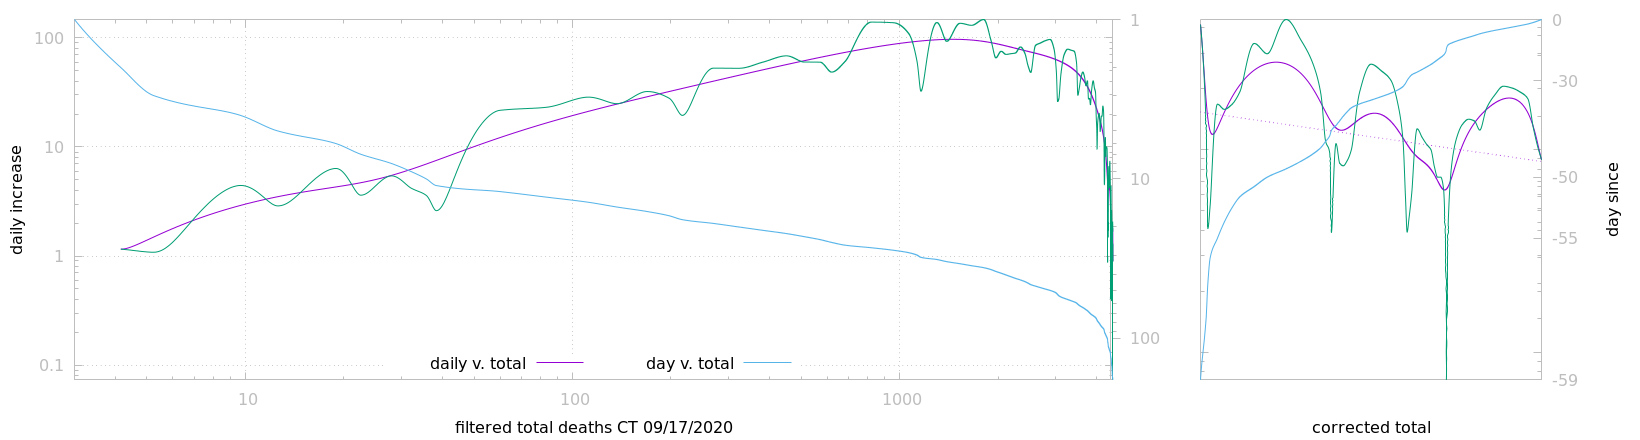 100
10
1
0.1
daily increase
10
100
1000
filtered total deaths CT 09/17/2020
daily v. total
day v. total
1
10
100
0
-30
-50
-55
-59
day since
corrected total